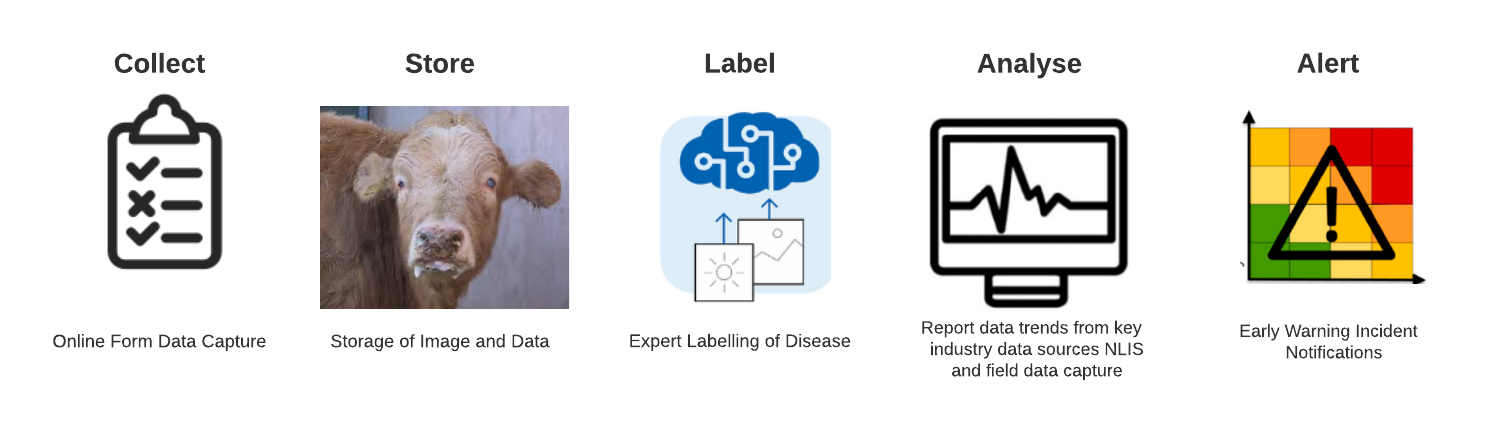 Collect
Store
Label
Analyse
Alert
Online Form Data Capture
Storage of Image and Data
Expert Labelling of Disease
Report data trends from key
industry data sources NLIS
and field data capture
Early Warning Incident
Notifications